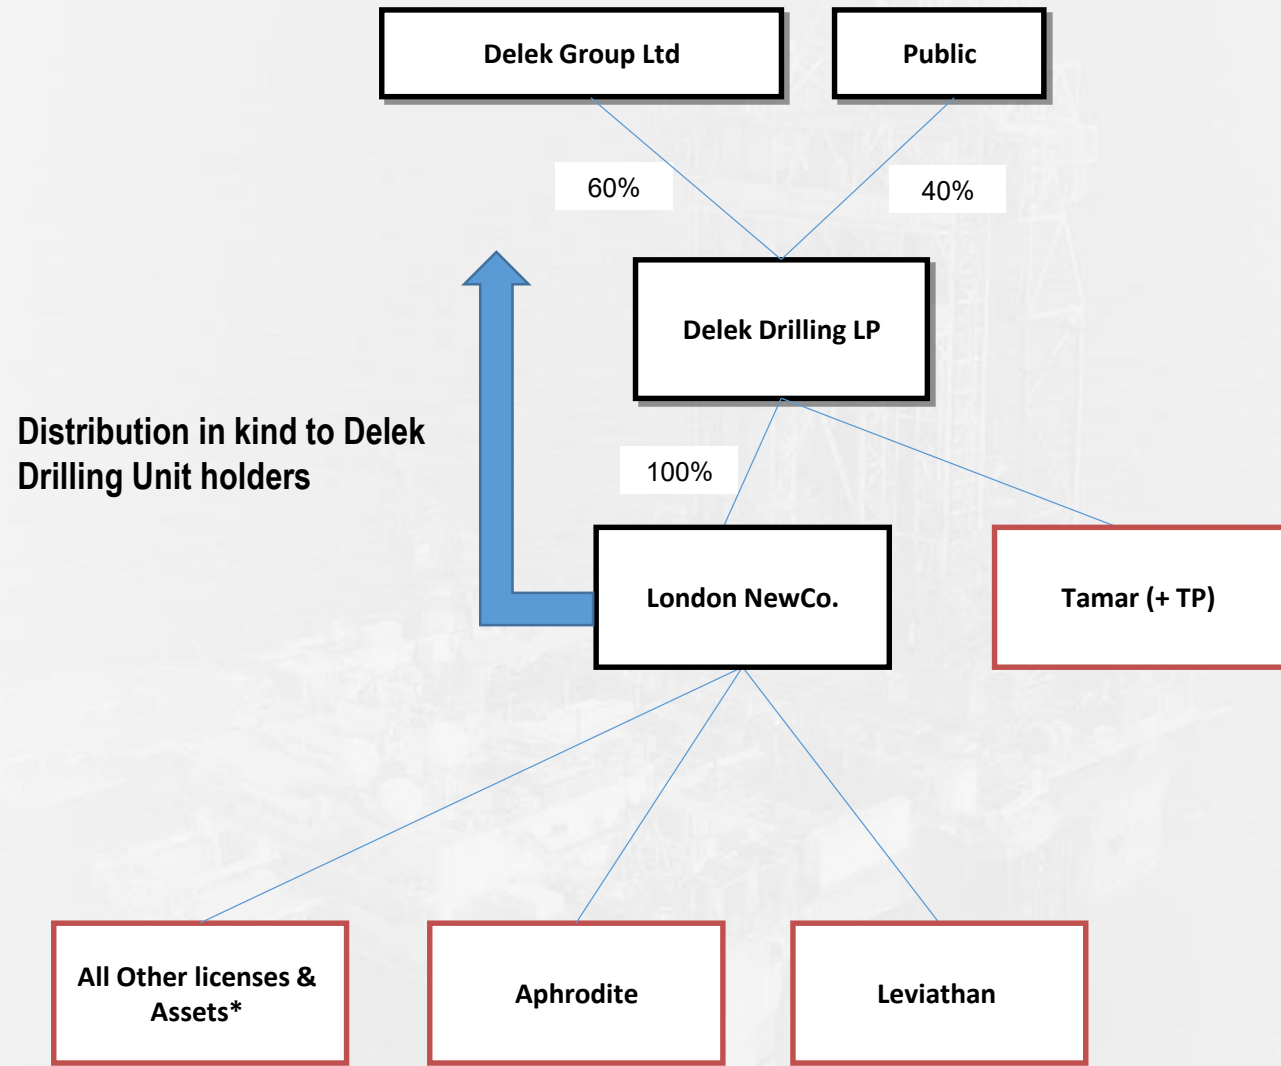 Delek Group Ltd
Public
60%
40%
Delek Drilling LP
Distribution in kind to Delek
Drilling Unit holders
100%
London NewCo.
Tamar (+ TP)
All Other licenses &
Assets*
Aphrodite
Leviathan